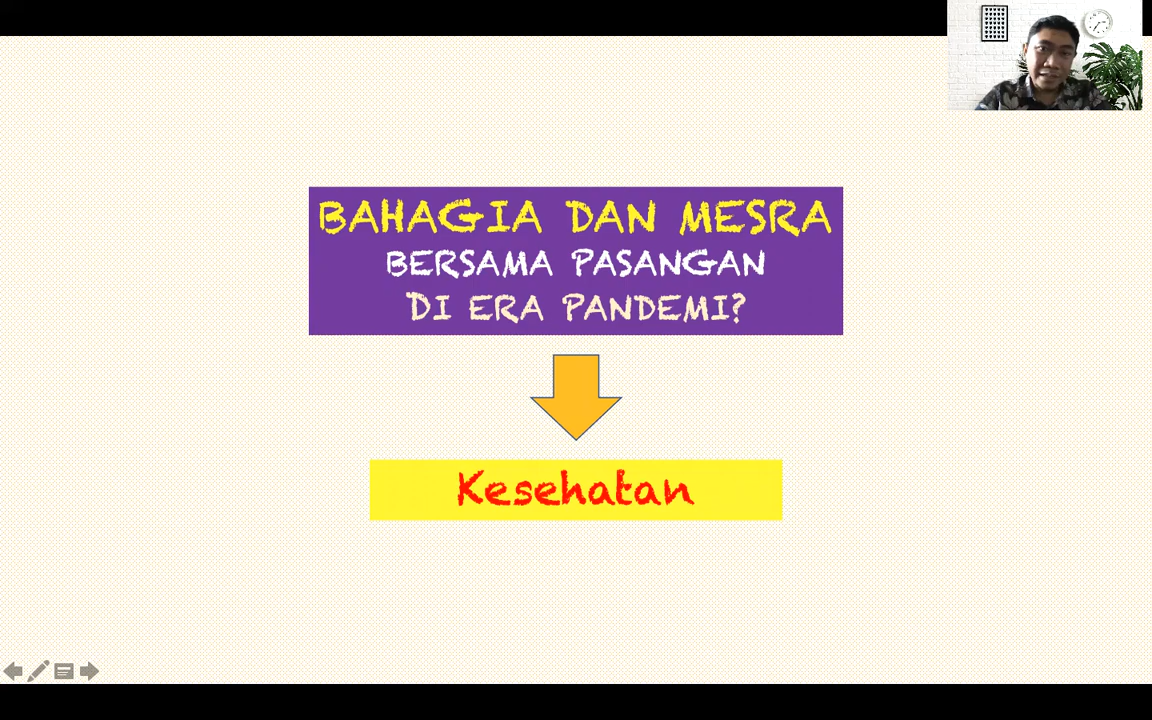 BAHAGIA DAN MESRA
BERSAMA PASANGAN
DI ERA PANDEMI?
Kesehatan